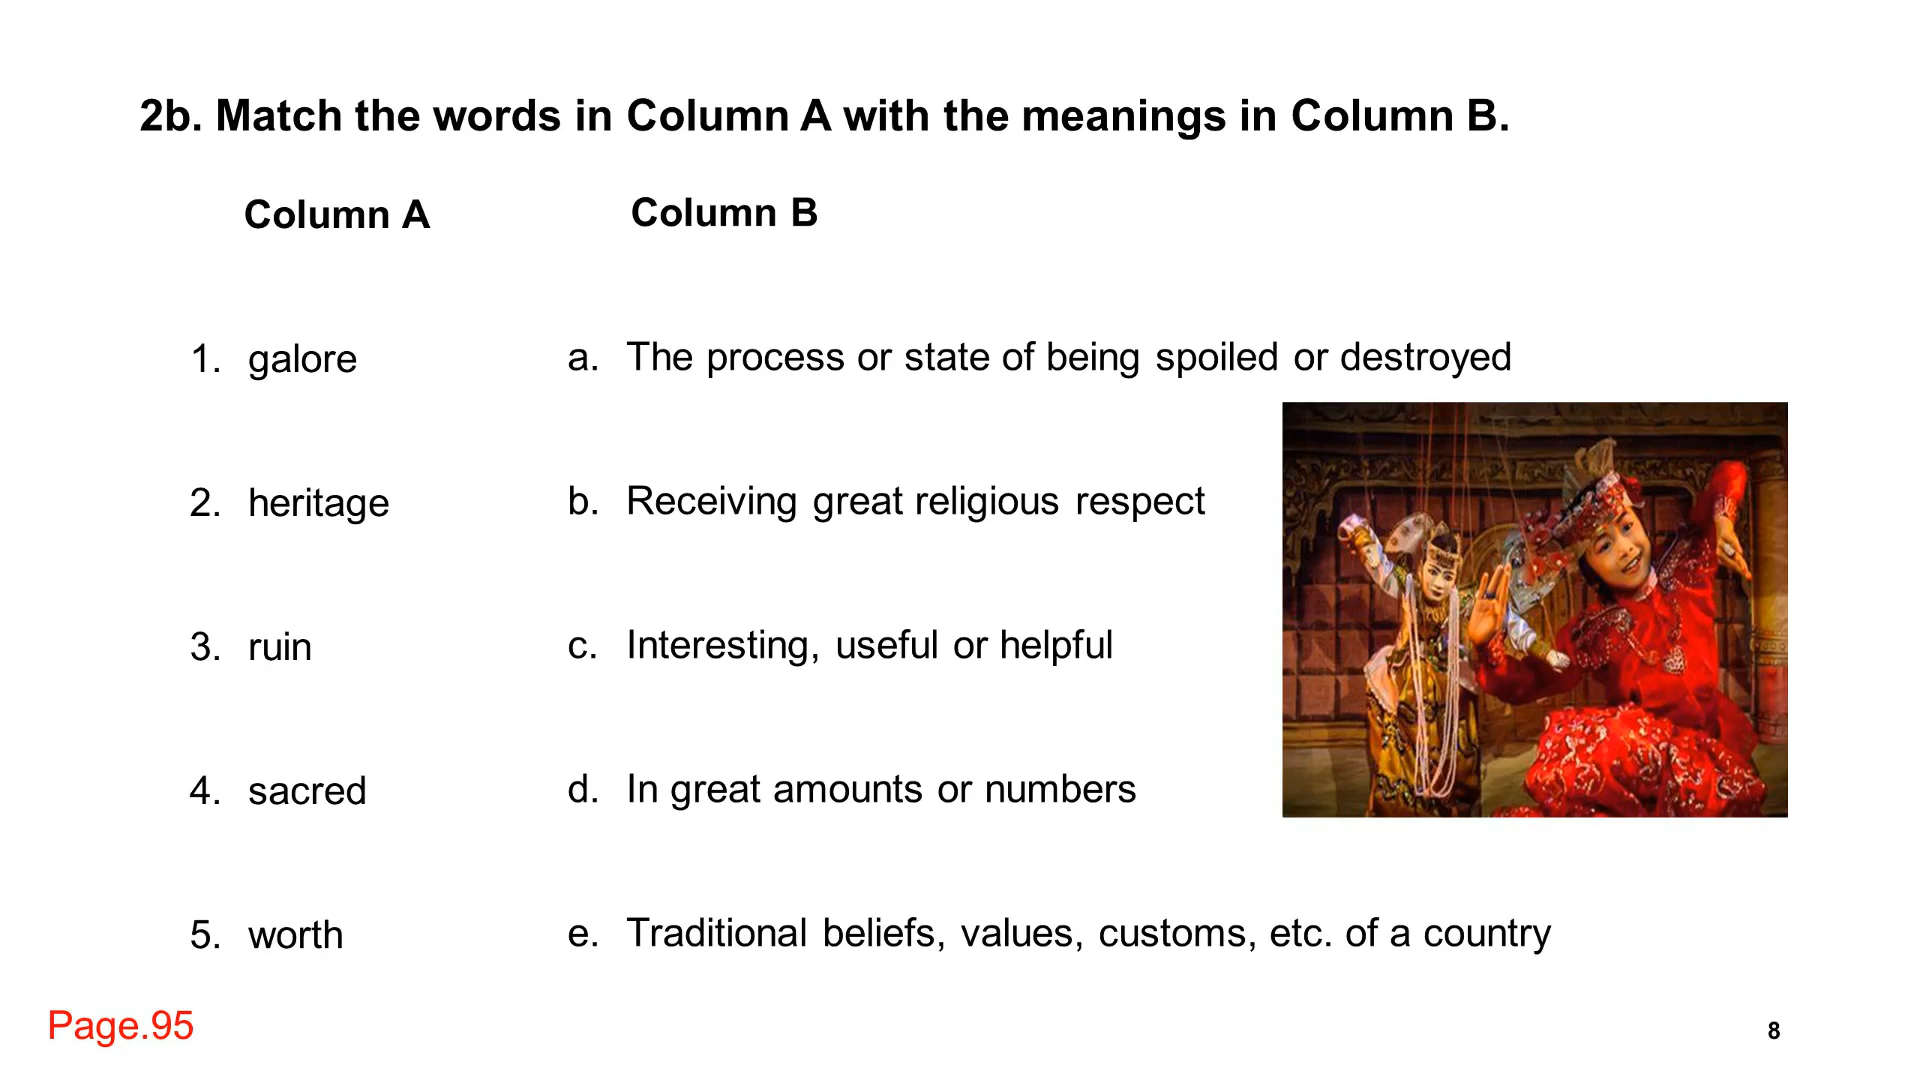 2b. Match the words in Column A with the meanings in Column B.
Column A
Column B
1. galore
a. The process or state of being spoiled or destroyed
2. heritage
b. Receiving great religious respect
3. ruin
c. Interesting, useful or helpful
4. sacred
d. In great amounts or numbers
5. worth
e. Traditional beliefs, values, customs, etc. of a country
Page.95
8